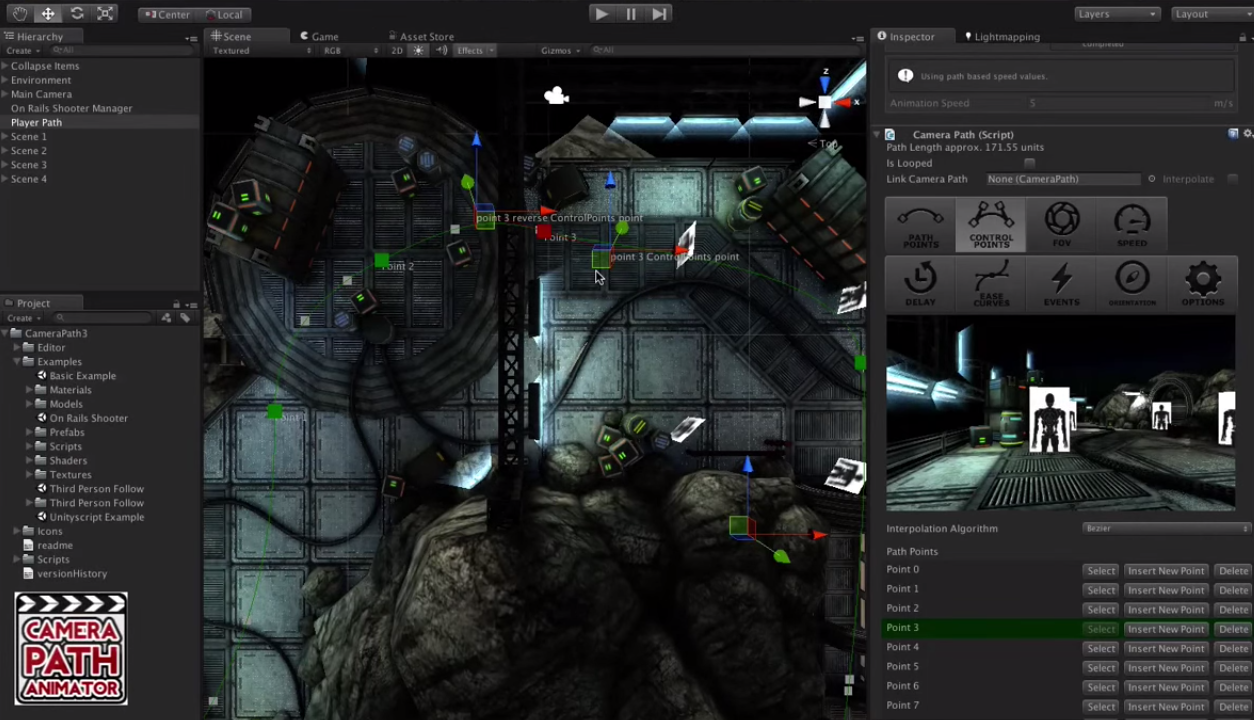 Center
Local
Layers
Layout
Hierarchy
Scene
Game
Asset Store
Inspector
Lightmapping
Create
All
Textured
RGB
2D
Effects
Gizmos
All
completed
Collapse Items
Environment
Main Camera
On Rails Shooter Manager
Player Path
Scene 1
Scene 2
Scene 3
Scene 4
Project
Create
CameraPath3
Editor
Examples
Basic Example
Materials
Models
On Rails Shooter
Prefabs
Scripts
Shaders
Textures
Third Person Follow
Third Person Follow
Unityscript Example
Icons
readme
Scripts
versionHistory
CAMERA
PATH
ANIMATOR
z
x
Top
point 3 reverse ControlPoints point
Point 3
point 3 ControlPoints point
Point 2
Using path based speed values.
Animation Speed
5
m/s
Camera Path (Script)
Path Length approx. 171.55 units
Is Looped
Link Camera Path
None (CameraPath)
Interpolate
PATH POINTS
CONTROL POINTS
FOV
SPEED
DELAY
EASE CURVES
EVENTS
ORIENTATION
OPTIONS
Interpolation Algorithm
Bezier
Path Points
Point 0 Select Insert New Point Delete
Point 1 Select Insert New Point Delete
Point 2 Select Insert New Point Delete
Point 3 Select Insert New Point Delete
Point 4 Select Insert New Point Delete
Point 5 Select Insert New Point Delete
Point 6 Select Insert New Point Delete
Point 7 Select Insert New Point Delete